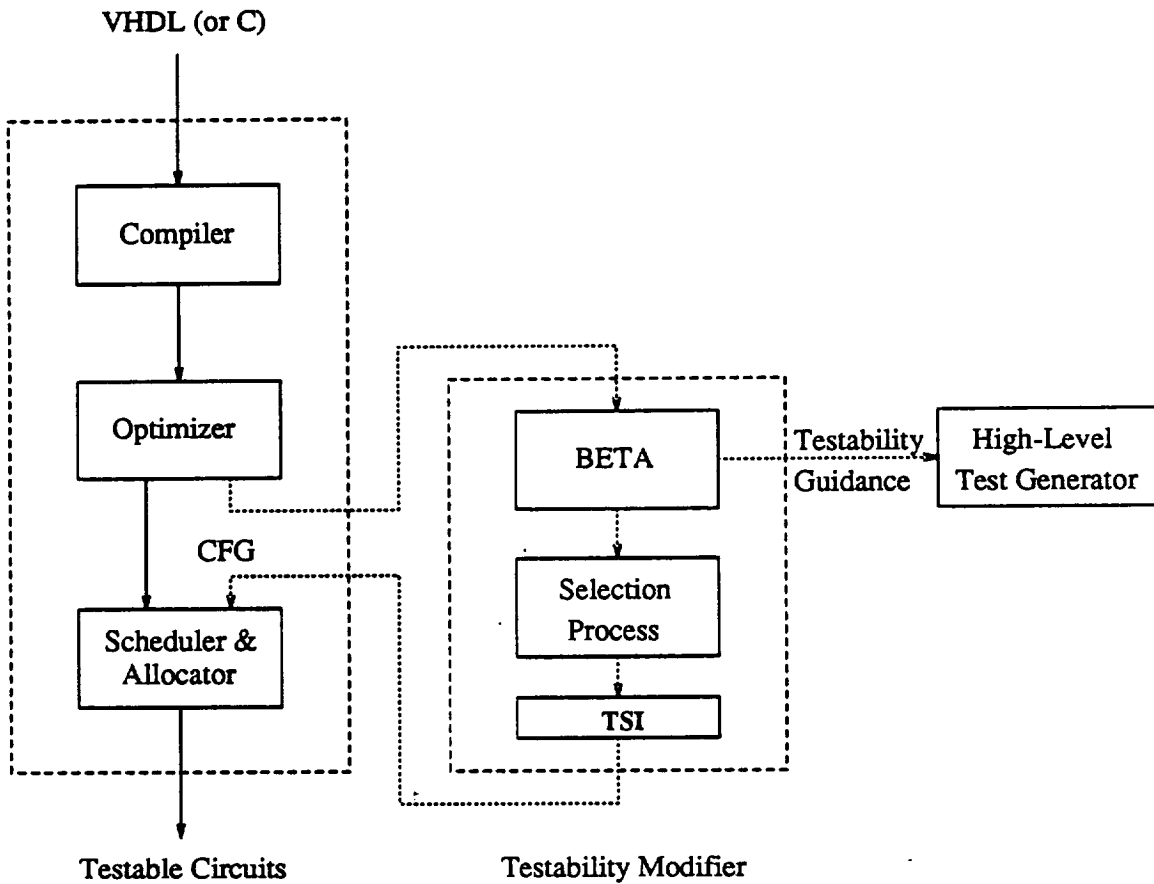 VHDL (or C)
Compiler
Optimizer
CFG
Scheduler &
Allocator
Testable Circuits
BETA
Selection
Process
TSI
Testability Modifier
Testability
Guidance
High-Level
Test Generator